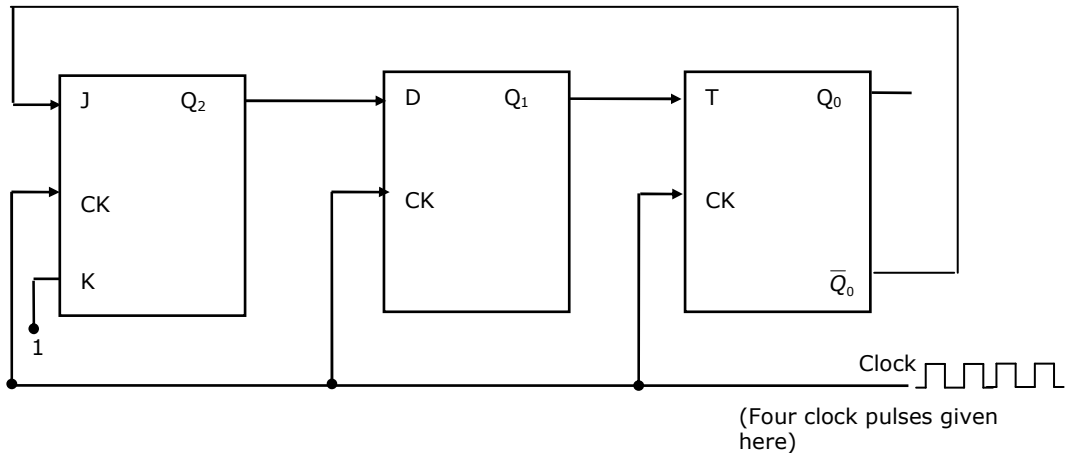 J Q₂ D Q₁ T Q₀
CK CK CK
K Q̅₀
1
Clock
(Four clock pulses given
here)